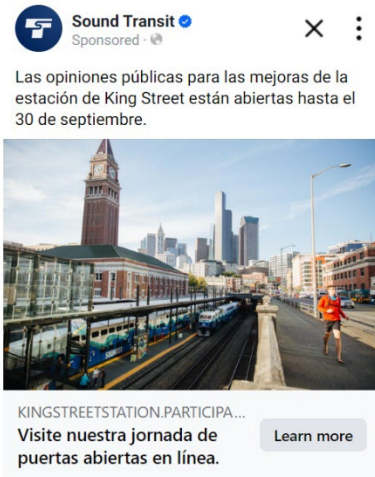 Sound Transit
Sponsored ·
Las opiniones públicas para las mejoras de la
estación de King Street están abiertas hasta el
30 de septiembre.
KINGSTREETSTATION.PARTICIPA...
Visite nuestra jornada de
puertas abiertas en línea.
Learn more